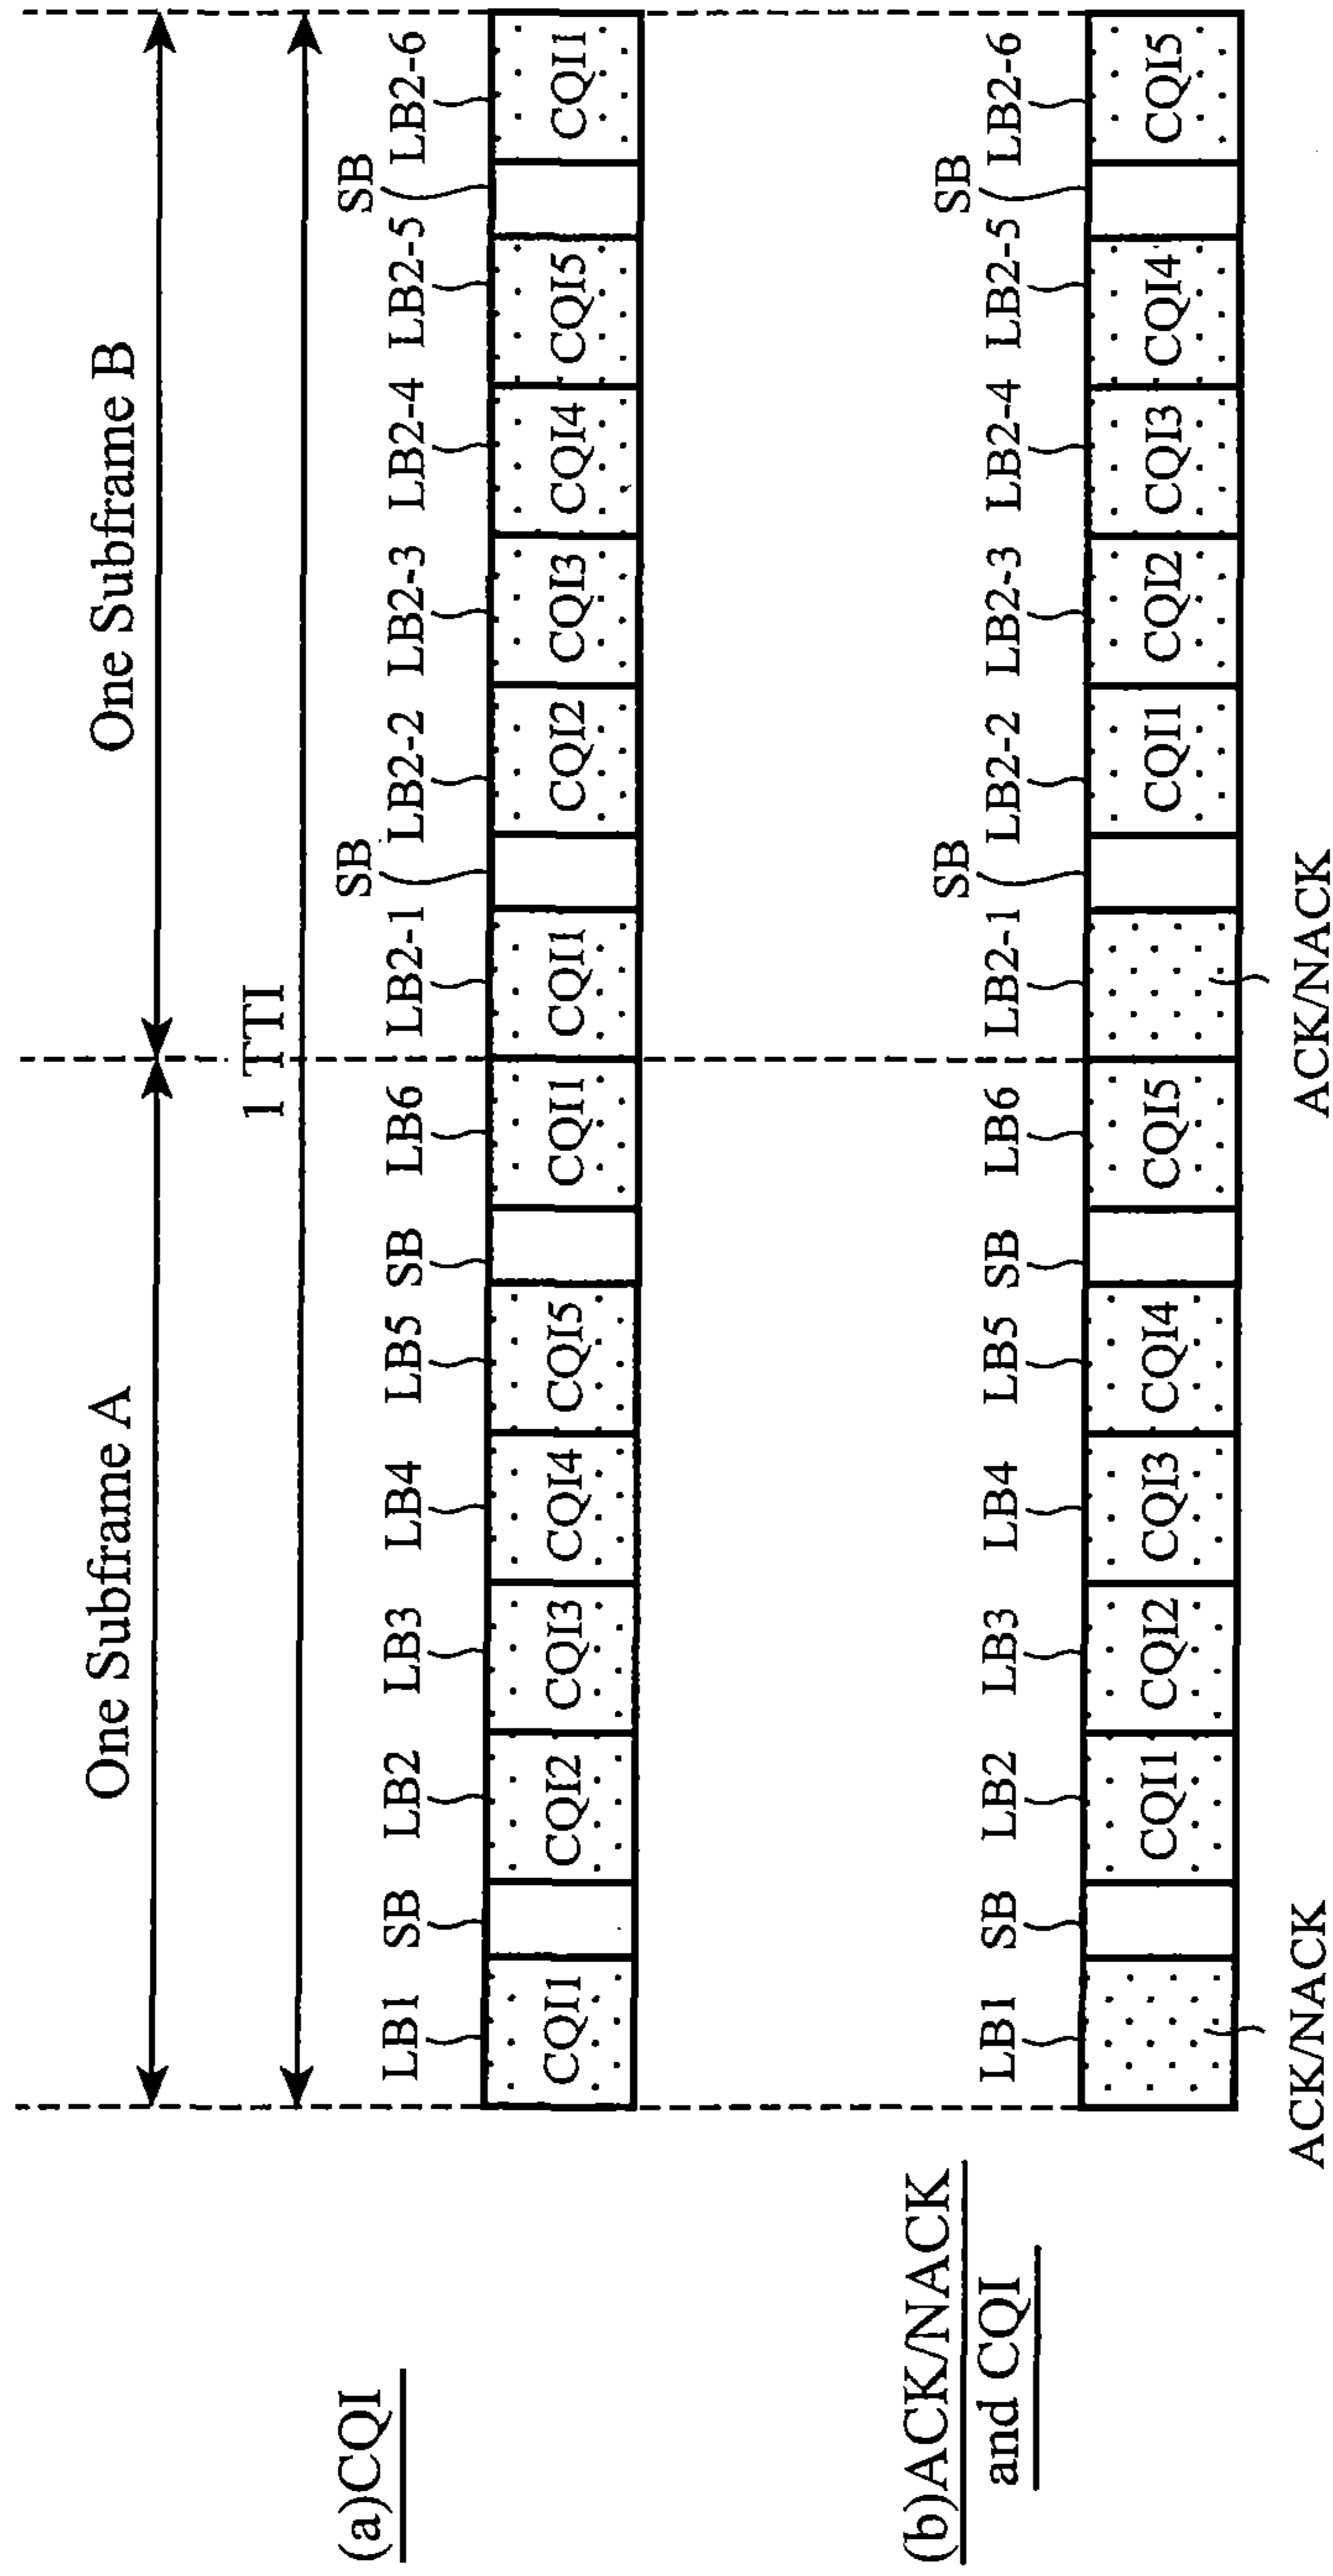 One Subframe A
One Subframe B
1 TTI
(a)CQI
LB1
SB
LB2
LB3
LB4
LB5
SB
LB6
LB2-1
SB
LB2-2
LB2-3
LB2-4
LB2-5
SB
LB2-6
CQI1
CQI2
CQI3
CQI4
CQI5
CQI1
CQI1
CQI2
CQI3
CQI4
CQI5
CQI1
(b)ACK/NACK
and CQI
LB1
SB
LB2
LB3
LB4
LB5
SB
LB6
LB2-1
SB
LB2-2
LB2-3
LB2-4
LB2-5
SB
LB2-6
CQI1
CQI2
CQI3
CQI4
CQI5
CQI1
CQI2
CQI3
CQI4
CQI5
ACK/NACK
ACK/NACK